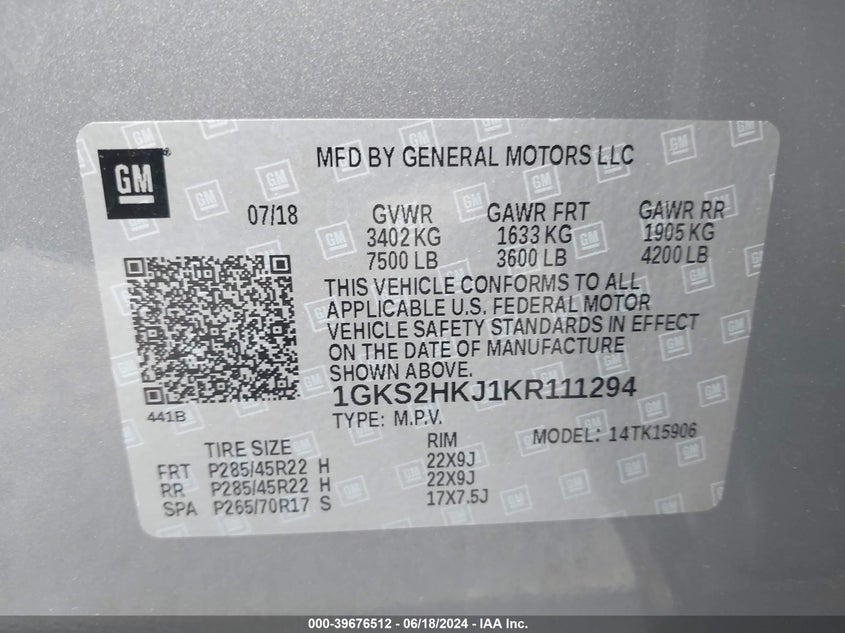 GM
MFD BY GENERAL MOTORS LLC
07/18 GVWR GAWR FRT GAWR RR
3402 KG 1633 KG 1905 KG
7500 LB 3600 LB 4200 LB
THIS VEHICLE CONFORMS TO ALL
APPLICABLE U.S. FEDERAL MOTOR
VEHICLE SAFETY STANDARDS IN EFFECT
ON THE DATE OF MANUFACTURE
SHOWN ABOVE.
1GKS2HKJ1KR111294
441B
TYPE: M.P.V.
MODEL: 14TK15906
TIRE SIZE RIM
FRT P285/45R22 H 22X9J
RR P285/45R22 H 22X9J
SPA P265/70R17 S 17X7.5J
000-39676512 - 06/18/2024 - IAA Inc.